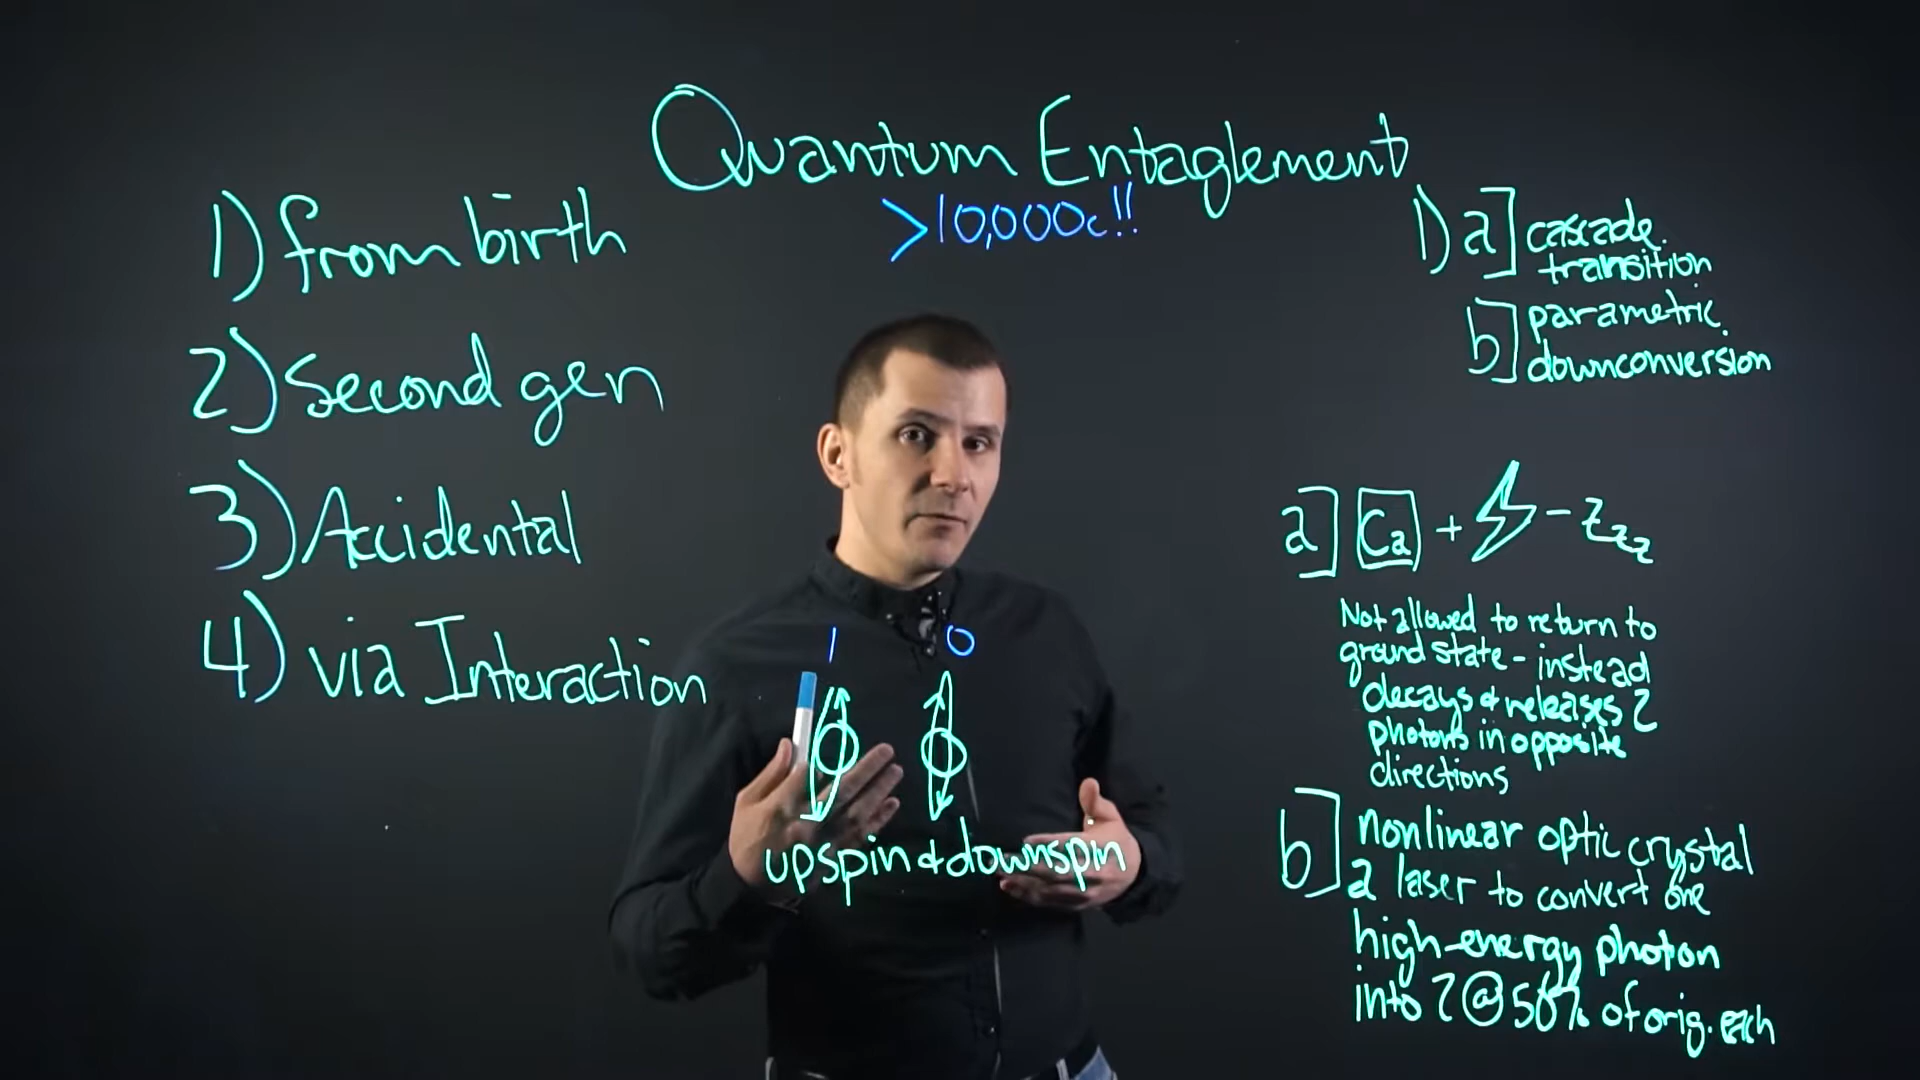 Quantum Entaglement
>10,000c!!
1) from birth
2) Second gen
3) Accidental
4) via Interaction
1 0
upspin & downspin
1) a] cascade
transition
b] parametric
downconversion
a] Ca + - Zzzz
Not allowed to return to
ground state - instead
decays & releases 2
photons in opposite
directions
b] nonlinear optic crystal
a laser to convert one
high-energy photon
into 2 @ 50% of orig. each